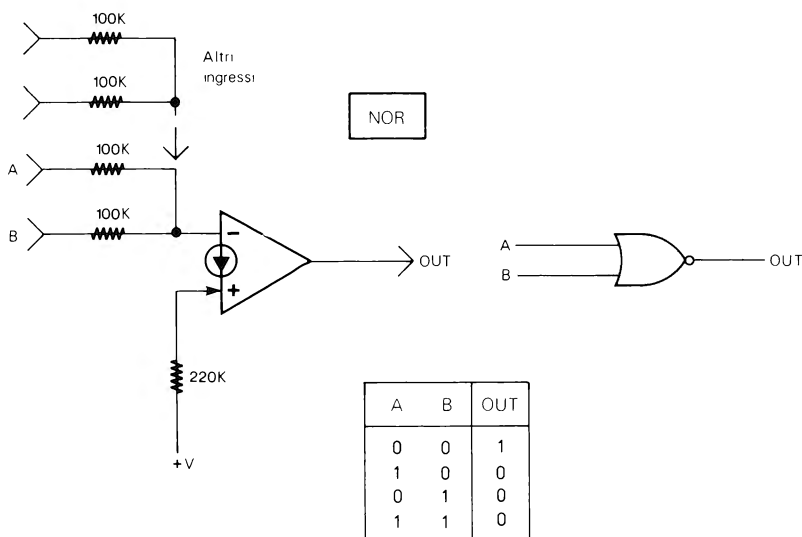 100K
Altri
ingressi
100K
NOR
100K
A
100K
B
−
+
OUT
220K
+V
A
B
OUT
A B OUT
0 0 1
1 0 0
0 1 0
1 1 0